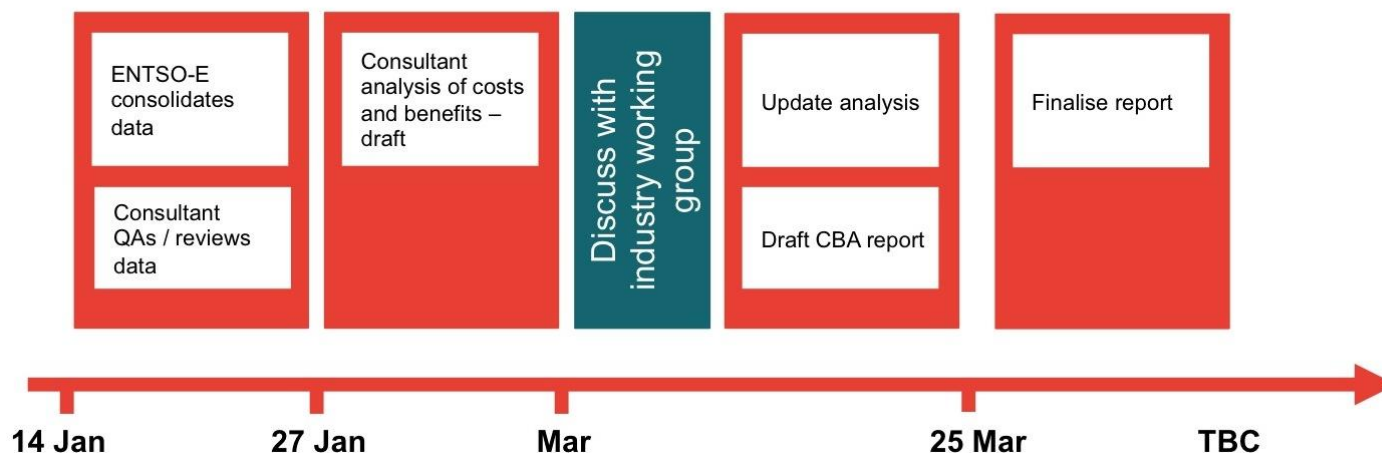 ENTSO-E
consolidates
data
Consultant
QAs / reviews
data
Consultant
analysis of costs
and benefits –
draft
Discuss with
industry working
group
Update analysis
Draft CBA report
Finalise report
14 Jan
27 Jan
Mar
25 Mar
TBC